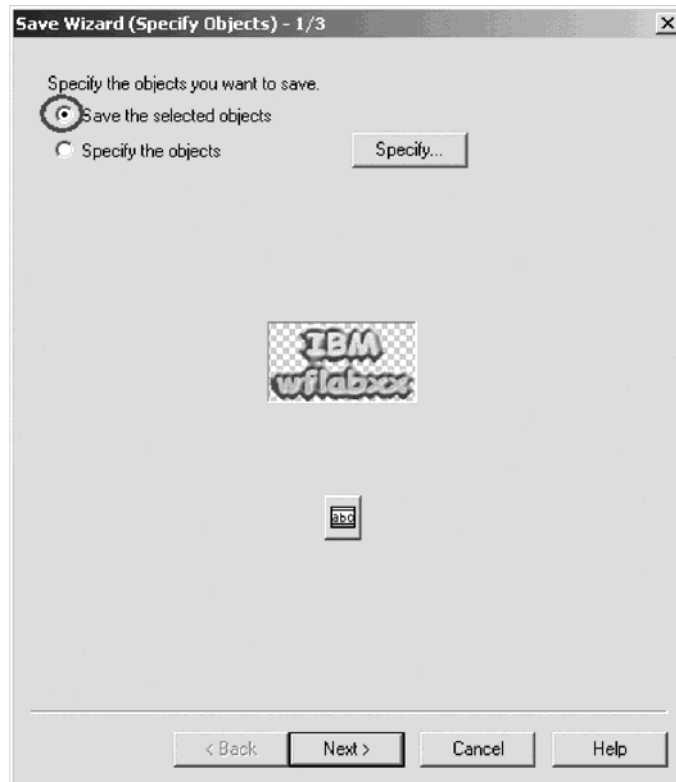 Save Wizard (Specify Objects) - 1/3
Specify the objects you want to save.
Save the selected objects
Specify the objects
Specify...
IBM
wflabxx
abc
< Back
Next >
Cancel
Help